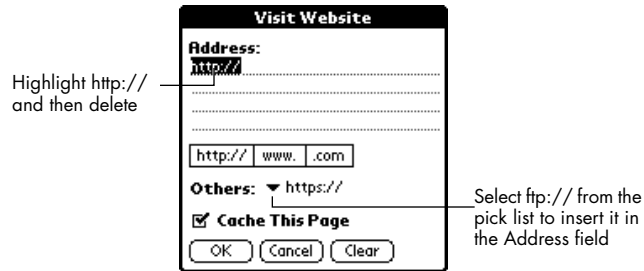 Visit Website
Address:
http://
Highlight http://
and then delete
http:// www. .com
Others: https://
Select ftp:// from the
pick list to insert it in
the Address field
Cache This Page
OK Cancel Clear